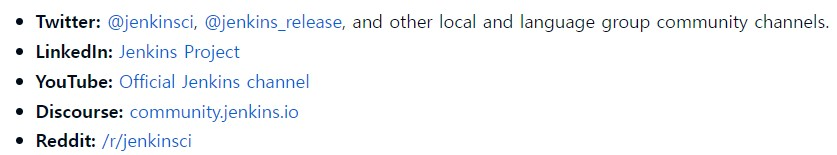 • Twitter: @jenkinsci, @jenkins_release, and other local and language group community channels.
• LinkedIn: Jenkins Project
• YouTube: Official Jenkins channel
• Discourse: community.jenkins.io
• Reddit: /r/jenkinsci